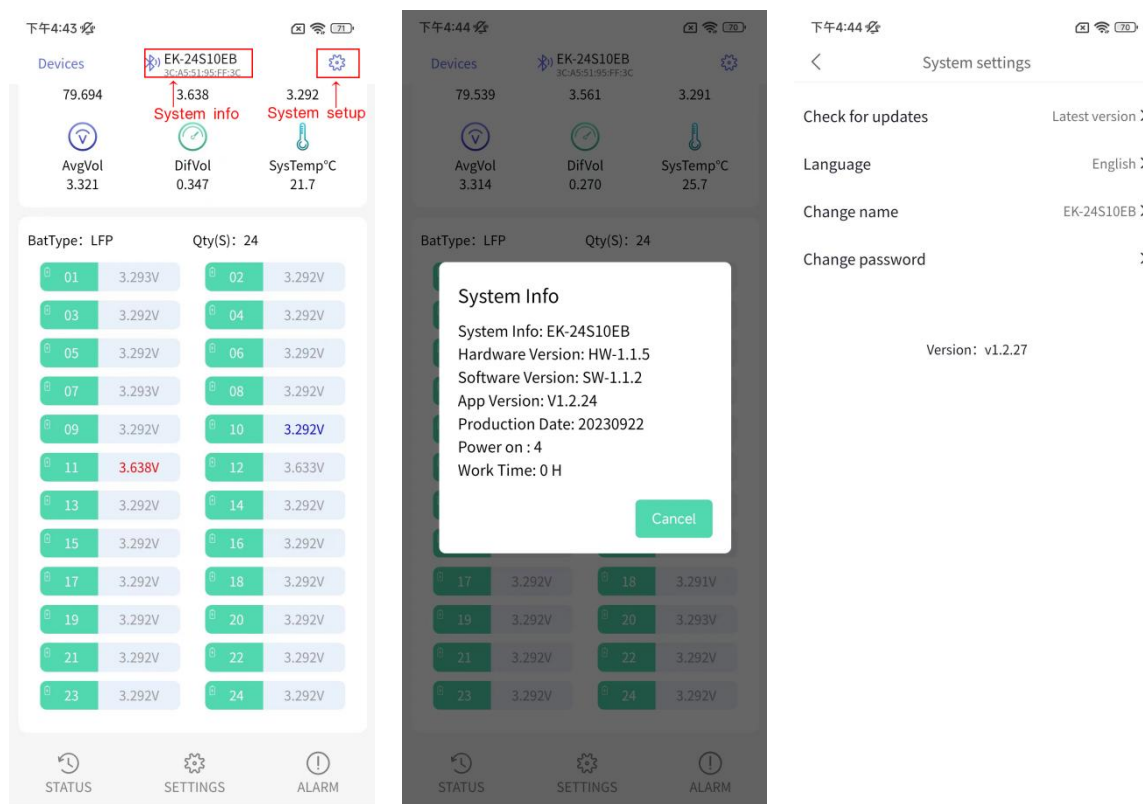 下午4:43
71
Devices
EK-24S10EB
3C:A5:51:95:FF:3C
79.694 3.638 3.292
System info System setup
AvgVol DifVol SysTemp°C
3.321 0.347 21.7
BatType: LFP Qty(S): 24
01 3.293V 02 3.292V
03 3.292V 04 3.292V
05 3.292V 06 3.292V
07 3.293V 08 3.292V
09 3.292V 10 3.292V
11 3.638V 12 3.633V
13 3.292V 14 3.292V
15 3.292V 16 3.292V
17 3.292V 18 3.292V
19 3.292V 20 3.292V
21 3.292V 22 3.292V
23 3.292V 24 3.292V
STATUS SETTINGS ALARM
下午4:44
70
Devices
EK-24S10EB
3C:A5:51:95:FF:3C
79.539 3.561 3.291
AvgVol DifVol SysTemp°C
3.314 0.270 25.7
BatType: LFP Qty(S): 24
System Info
System Info: EK-24S10EB
Hardware Version: HW-1.1.5
Software Version: SW-1.1.2
App Version: V1.2.24
Production Date: 20230922
Power on : 4
Work Time: 0 H
Cancel
17 3.292V 18 3.291V
19 3.292V 20 3.293V
21 3.292V 22 3.292V
23 3.292V 24 3.292V
STATUS SETTINGS ALARM
下午4:44
70
System settings
Check for updates Latest version
Language English
Change name EK-24S10EB
Change password
Version: v1.2.27